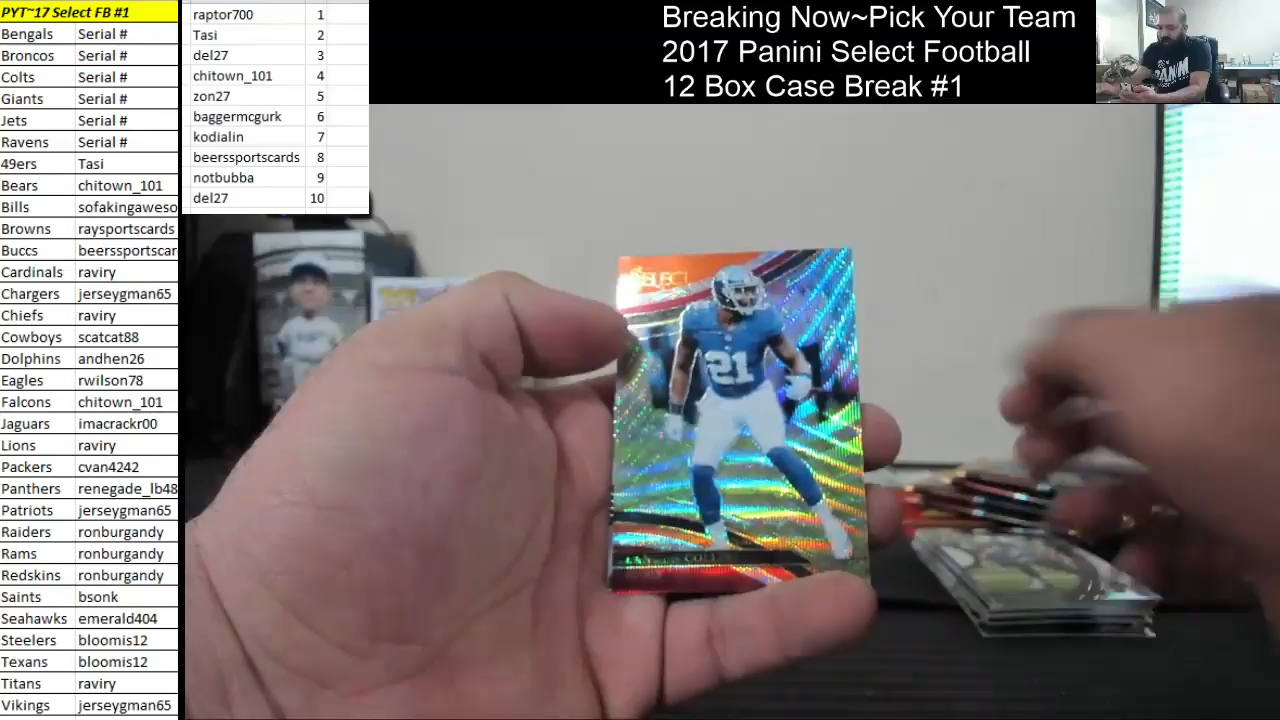 PYT~17 Select FB #1
Bengals Serial #
Broncos Serial #
Colts Serial #
Giants Serial #
Jets Serial #
Ravens Serial #
49ers Tasi
Bears chitown_101
Bills sofakingaweso
Browns raysportscards
Buccs beerssportscar
Cardinals raviry
Chargers jerseygman65
Chiefs raviry
Cowboys scatcat88
Dolphins andhen26
Eagles rwilson78
Falcons chitown_101
Jaguars imacrackr00
Lions raviry
Packers cvan4242
Panthers renegade_lb48
Patriots jerseygman65
Raiders ronburgandy
Rams ronburgandy
Redskins ronburgandy
Saints bsonk
Seahawks emerald404
Steelers bloomis12
Texans bloomis12
Titans raviry
Vikings jerseygman65
raptor700 1
Tasi 2
del27 3
chitown_101 4
zon27 5
baggermcgurk 6
kodialin 7
beerssportscards 8
notbubba 9
del27 10
Breaking Now~Pick Your Team
2017 Panini Select Football
12 Box Case Break #1
SELECT
21